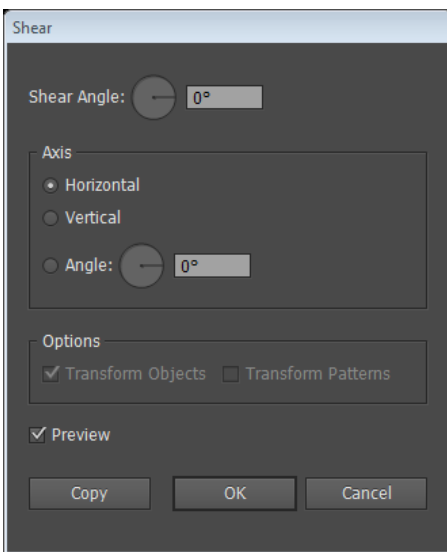 Shear
Shear Angle: 0°
Axis
Horizontal
Vertical
Angle: 0°
Options
Transform Objects Transform Patterns
Preview
Copy OK Cancel